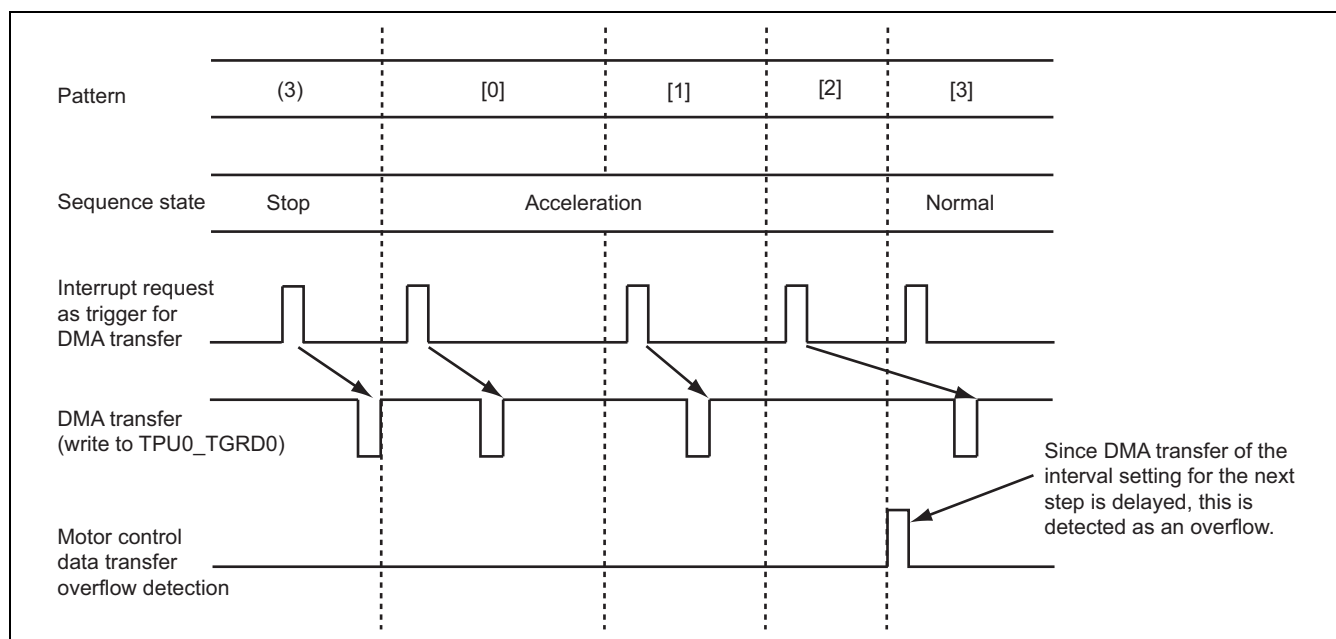 Pattern
(3)
[0]
[1]
[2]
[3]
Sequence state
Stop
Acceleration
Normal
Interrupt request
as trigger for
DMA transfer
DMA transfer
(write to TPU0_TGRD0)
Since DMA transfer of the
interval setting for the next
step is delayed, this is
detected as an overflow.
Motor control
data transfer
overflow detection